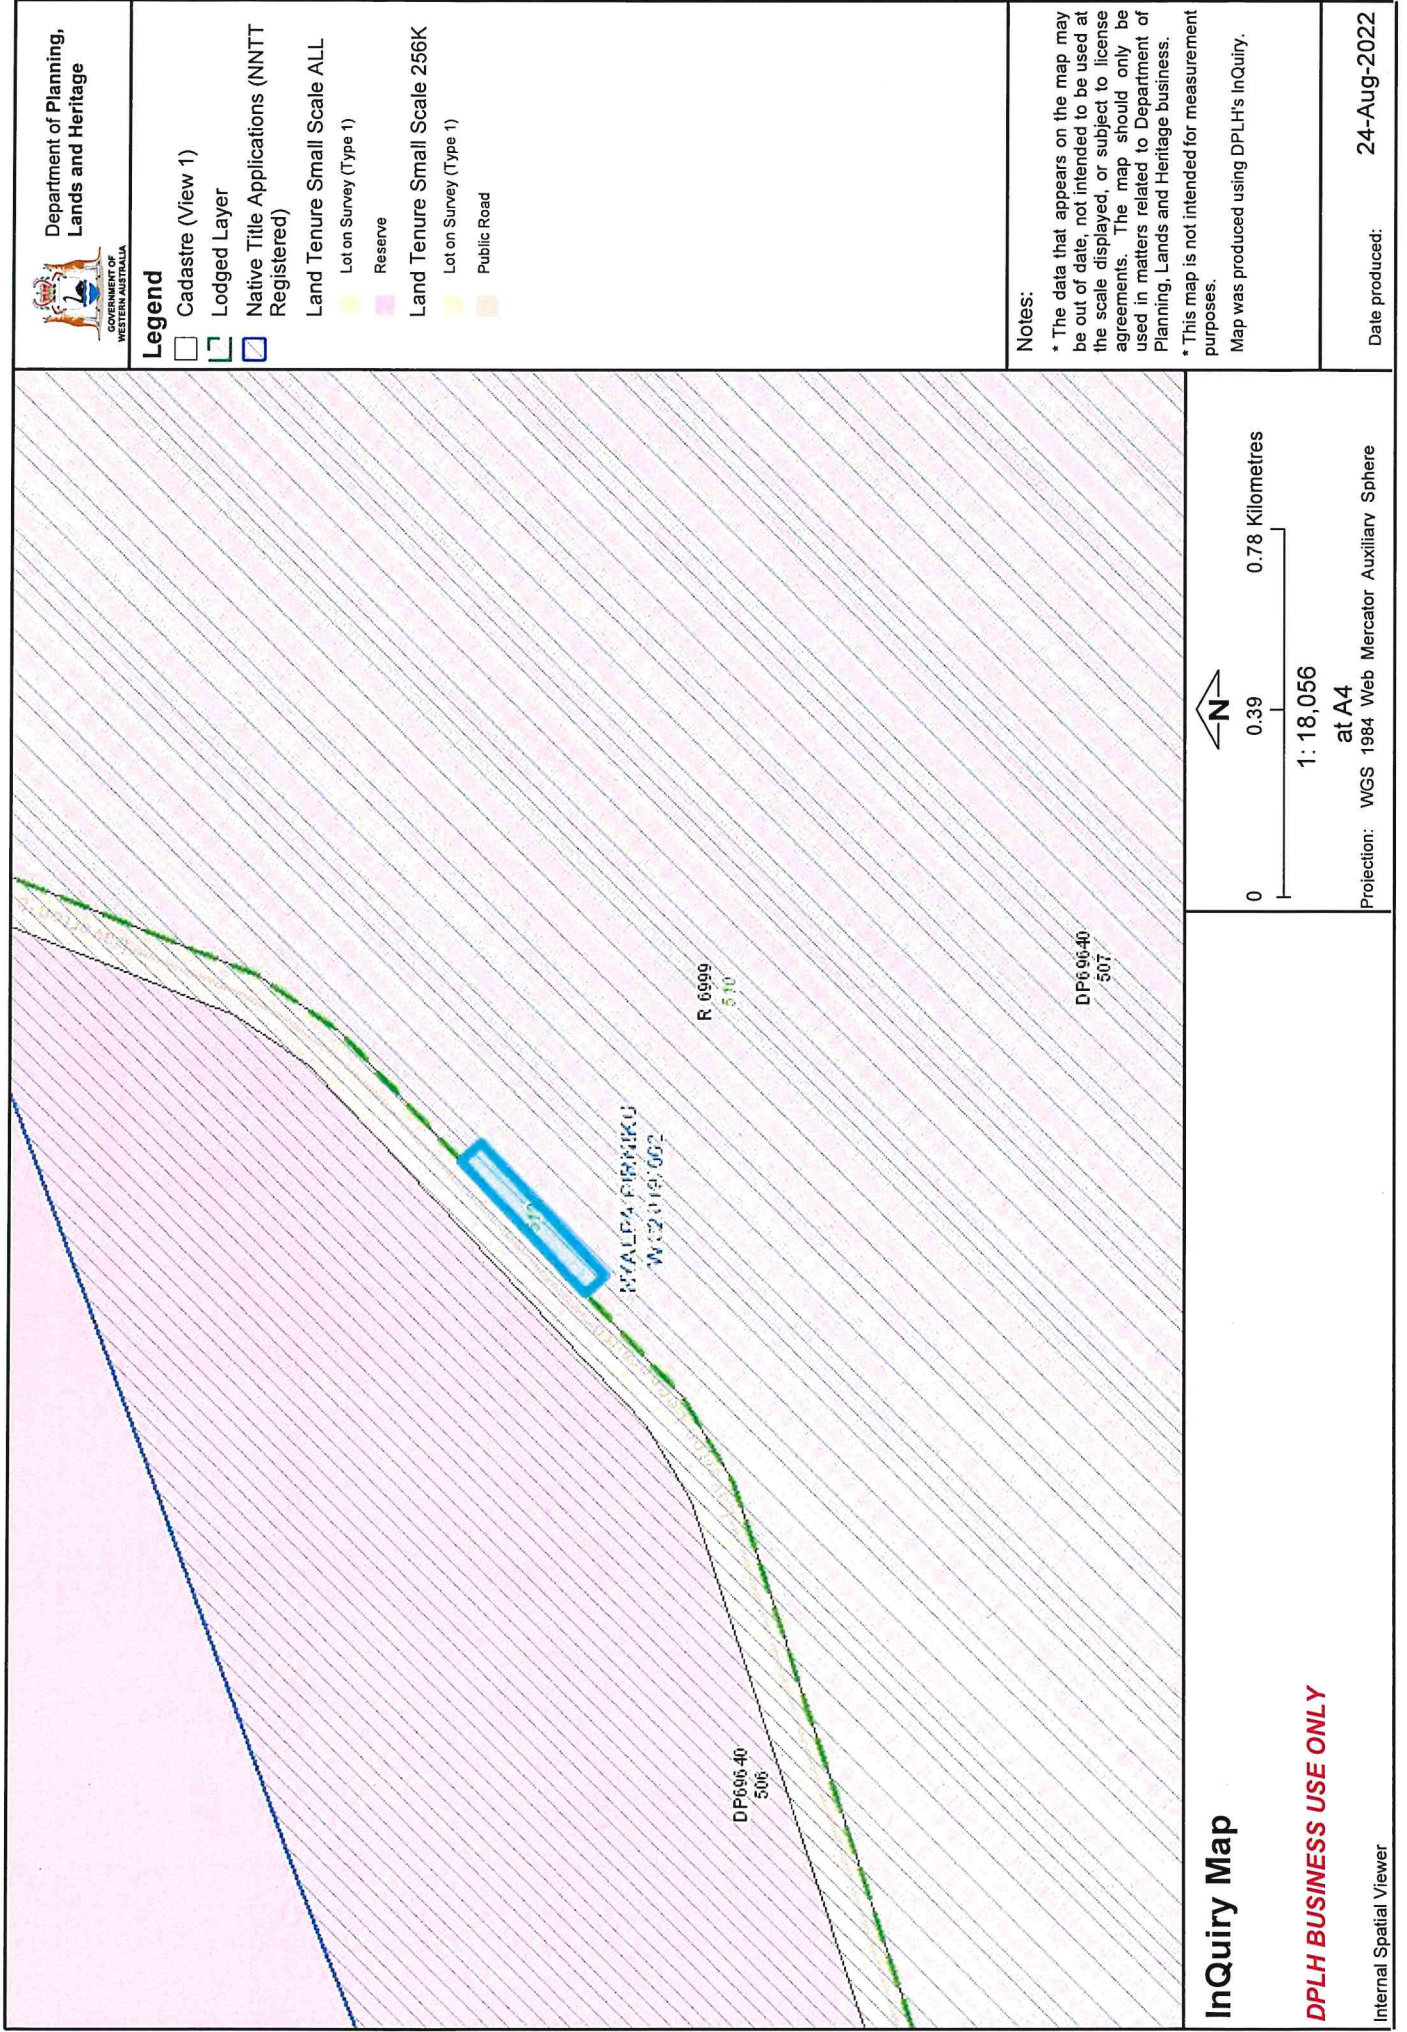 Department of Planning,
Lands and Heritage
GOVERNMENT OF
WESTERN AUSTRALIA
Legend
Cadastre (View 1)
Lodged Layer
Native Title Applications (NNTT
Registered)
Land Tenure Small Scale ALL
Lot on Survey (Type 1)
Reserve
Land Tenure Small Scale 256K
Lot on Survey (Type 1)
Public Road
Notes:
* The data that appears on the map may
be out of date, not intended to be used at
the scale displayed, or subject to license
agreements. The map should only be
used in matters related to Department of
Planning, Lands and Heritage business.
* This map is not intended for measurement
purposes.
Map was produced using DPLH's InQuiry.
Date produced: 24-Aug-2022
R 6999
510
NYALPA PIRNIKU
DP69640
507
DP69640
506
InQuiry Map
DPLH BUSINESS USE ONLY
Internal Spatial Viewer
N
0 0.39 0.78 Kilometres
1: 18,056
at A4
Projection: WGS 1984 Web Mercator Auxiliary Sphere